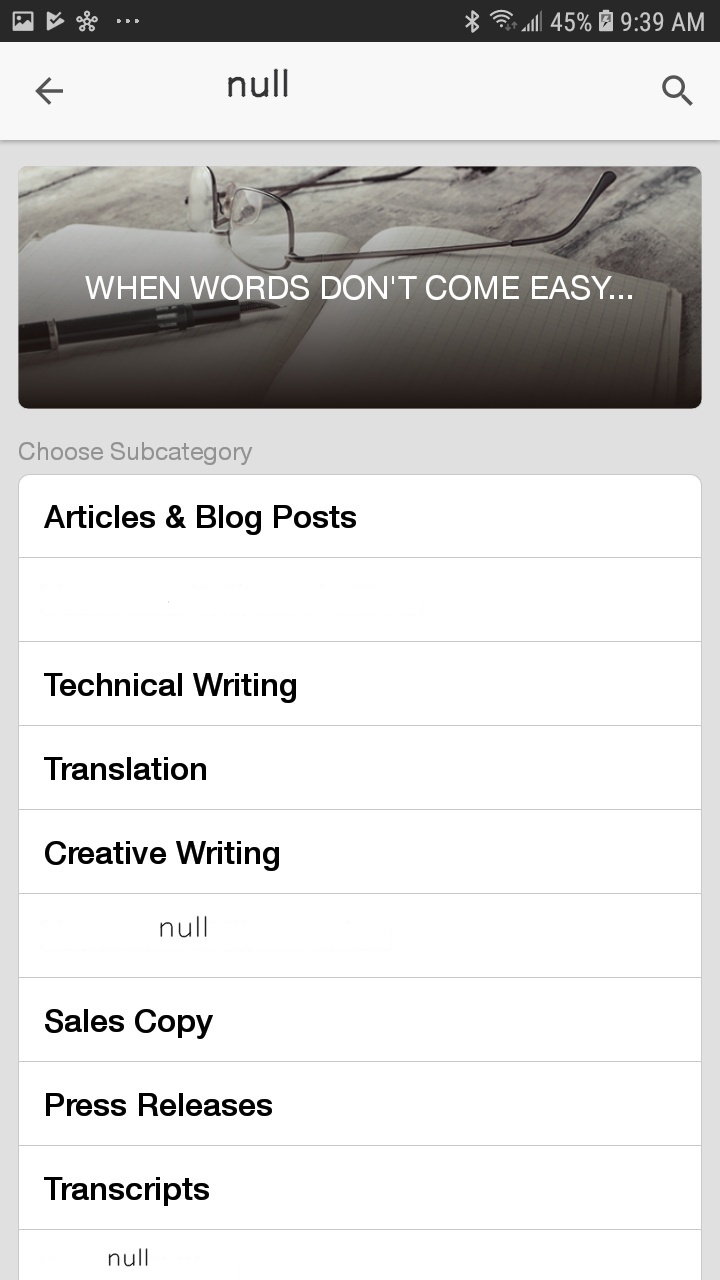 45% 9:39 AM
null
WHEN WORDS DON'T COME EASY...
Choose Subcategory
Articles & Blog Posts
Technical Writing
Translation
Creative Writing
null
Sales Copy
Press Releases
Transcripts
null